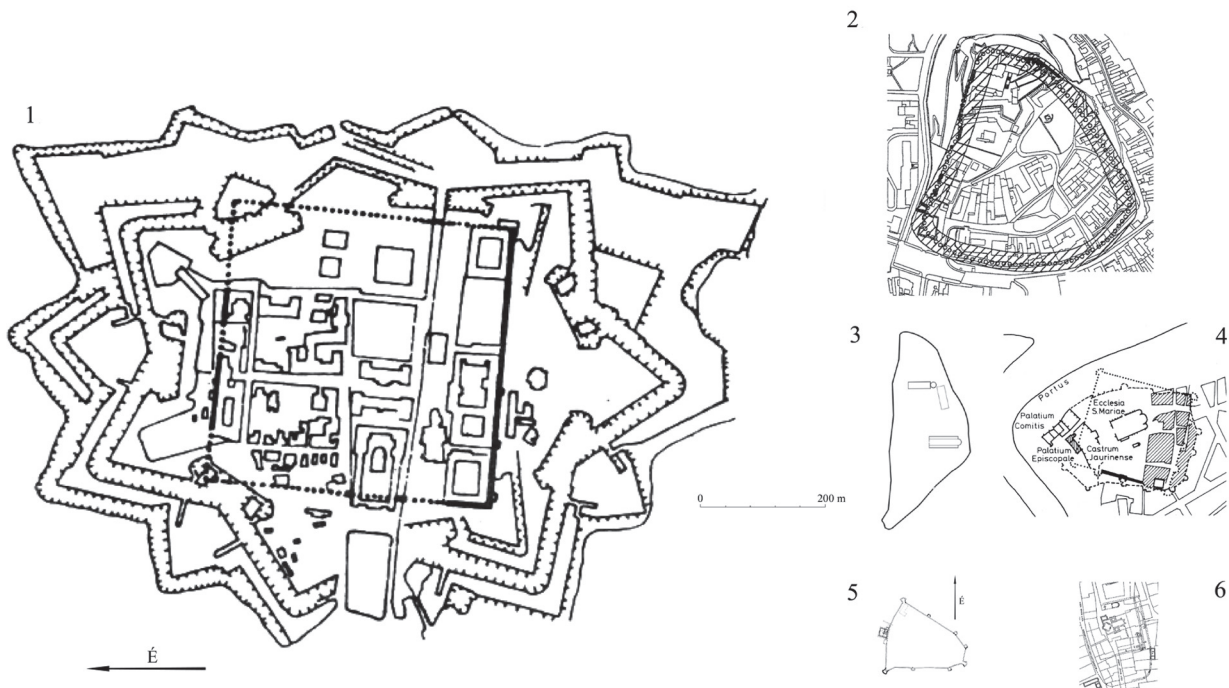 1
2
3
4
Portus
Palatium
Comitis
Ecclesia
S. Mariae
Palatium
Episcopale
Castrum
Jaurinense
0
200 m
5
É
6
É